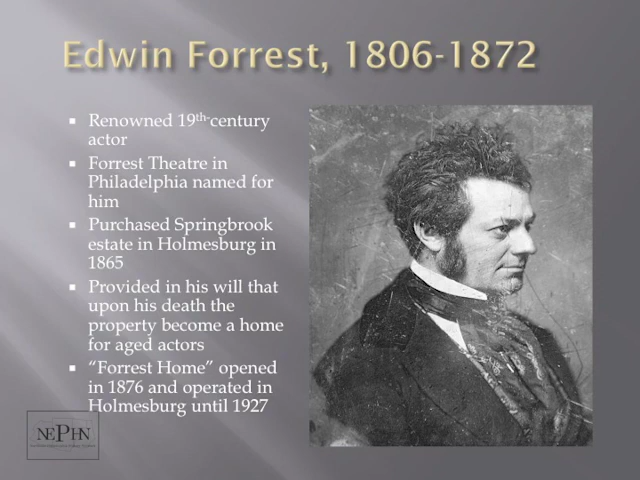 Edwin Forrest, 1806-1872
Renowned 19th-century
actor
Forrest Theatre in
Philadelphia named for
him
Purchased Springbrook
estate in Holmesburg in
1865
Provided in his will that
upon his death the
property become a home
for aged actors
“Forrest Home” opened
in 1876 and operated in
Holmesburg until 1927
NEPHN